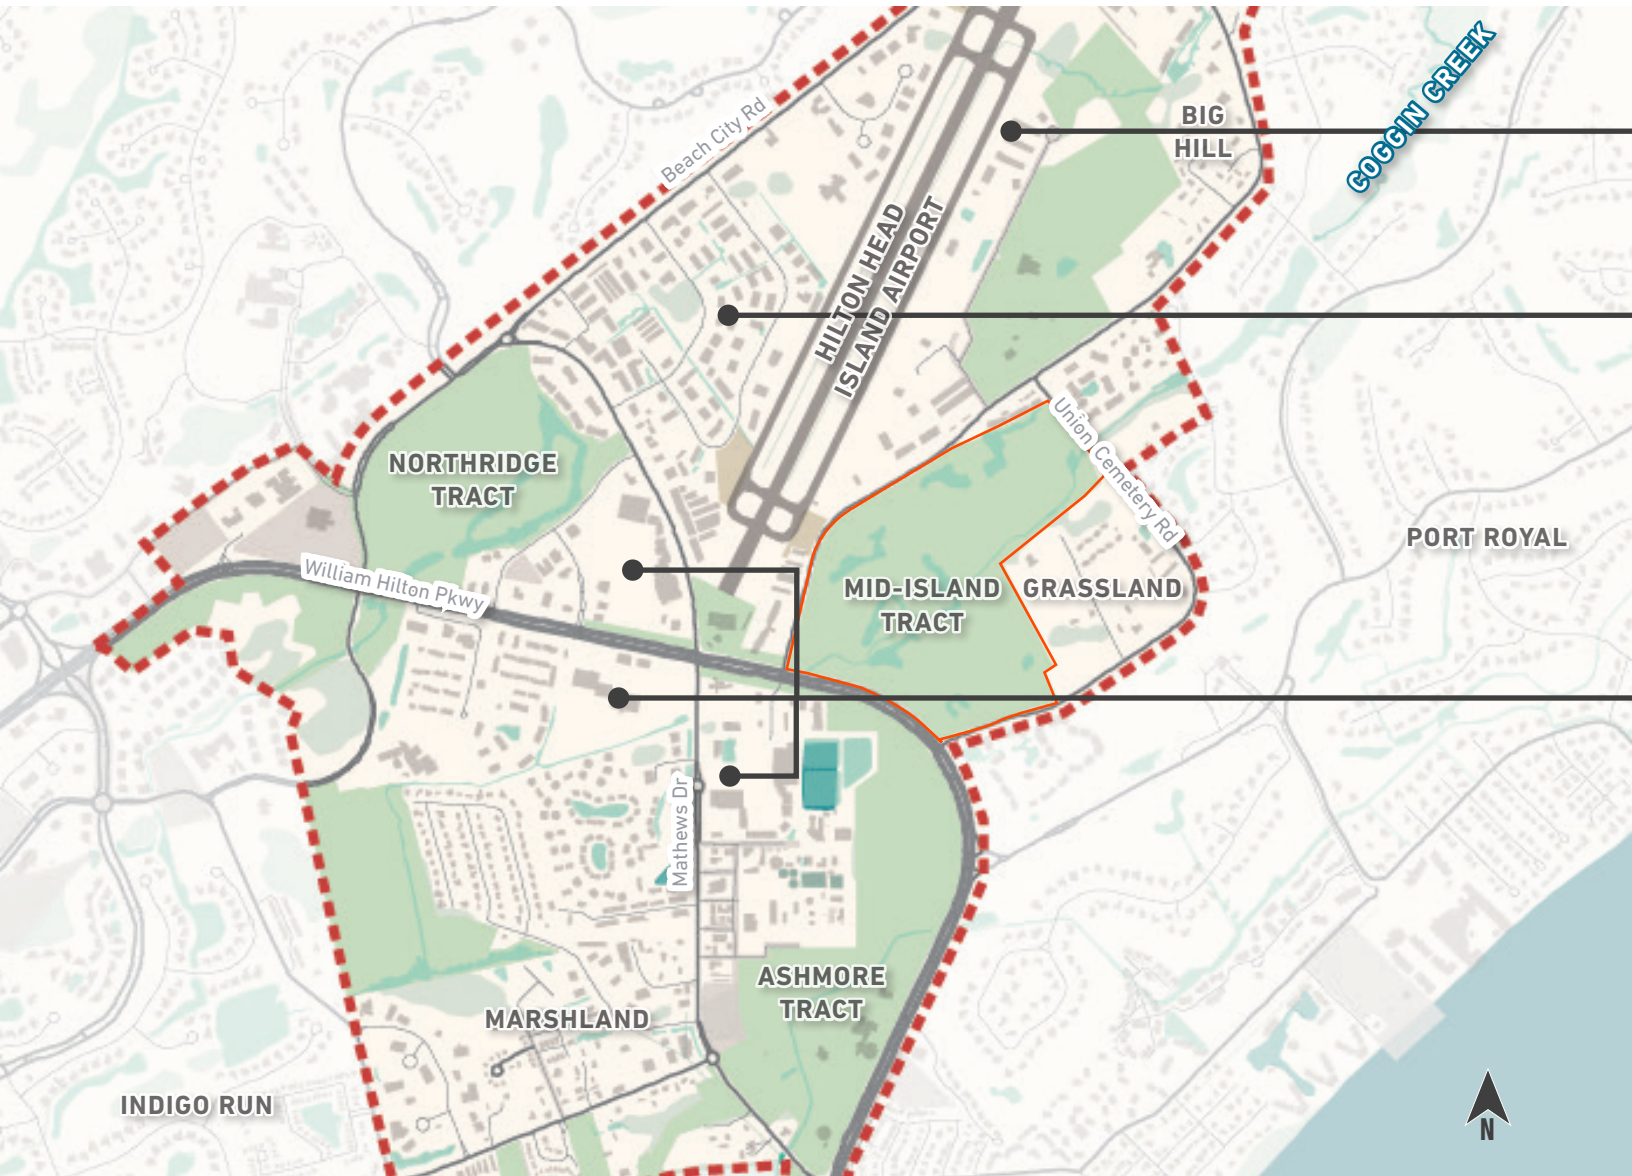 COGGIN CREEK
BIG
HILL
Beach City Rd
HILTON HEAD
ISLAND AIRPORT
NORTHRIDGE
TRACT
Union Cemetery Rd
PORT ROYAL
William Hilton Pkwy
MID-ISLAND
TRACT
GRASSLAND
Mathews Dr
ASHMORE
TRACT
MARSHLAND
INDIGO RUN
N